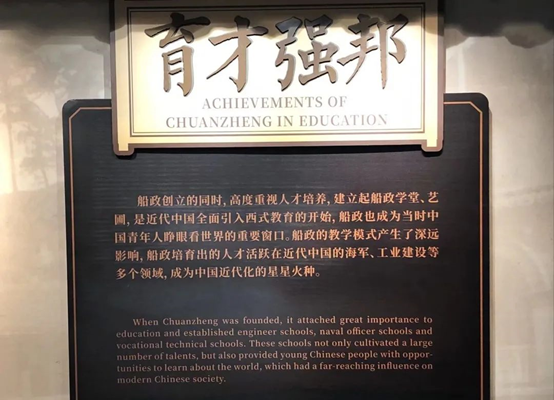 育才强邦
ACHIEVEMENTS OF
CHUANZHENG IN EDUCATION
船政创立的同时，高度重视人才培养，建立起船政学堂、艺
圃，是近代中国全面引入西式教育的开始，船政也成为当时中
国青年人睁眼看世界的重要窗口。船政的教学模式产生了深远
影响，船政培育出的人才活跃在近代中国的海军、工业建设等
多个领域，成为中国近代化的星星火种。
When Chuanzheng was founded, it attached great importance to
education and established engineer schools, naval officer schools and
vocational technical schools. These schools not only cultivated a large
number of talents, but also provided young Chinese people with oppor-
tunities to learn about the world, which had a far-reaching influence on
modern Chinese society.